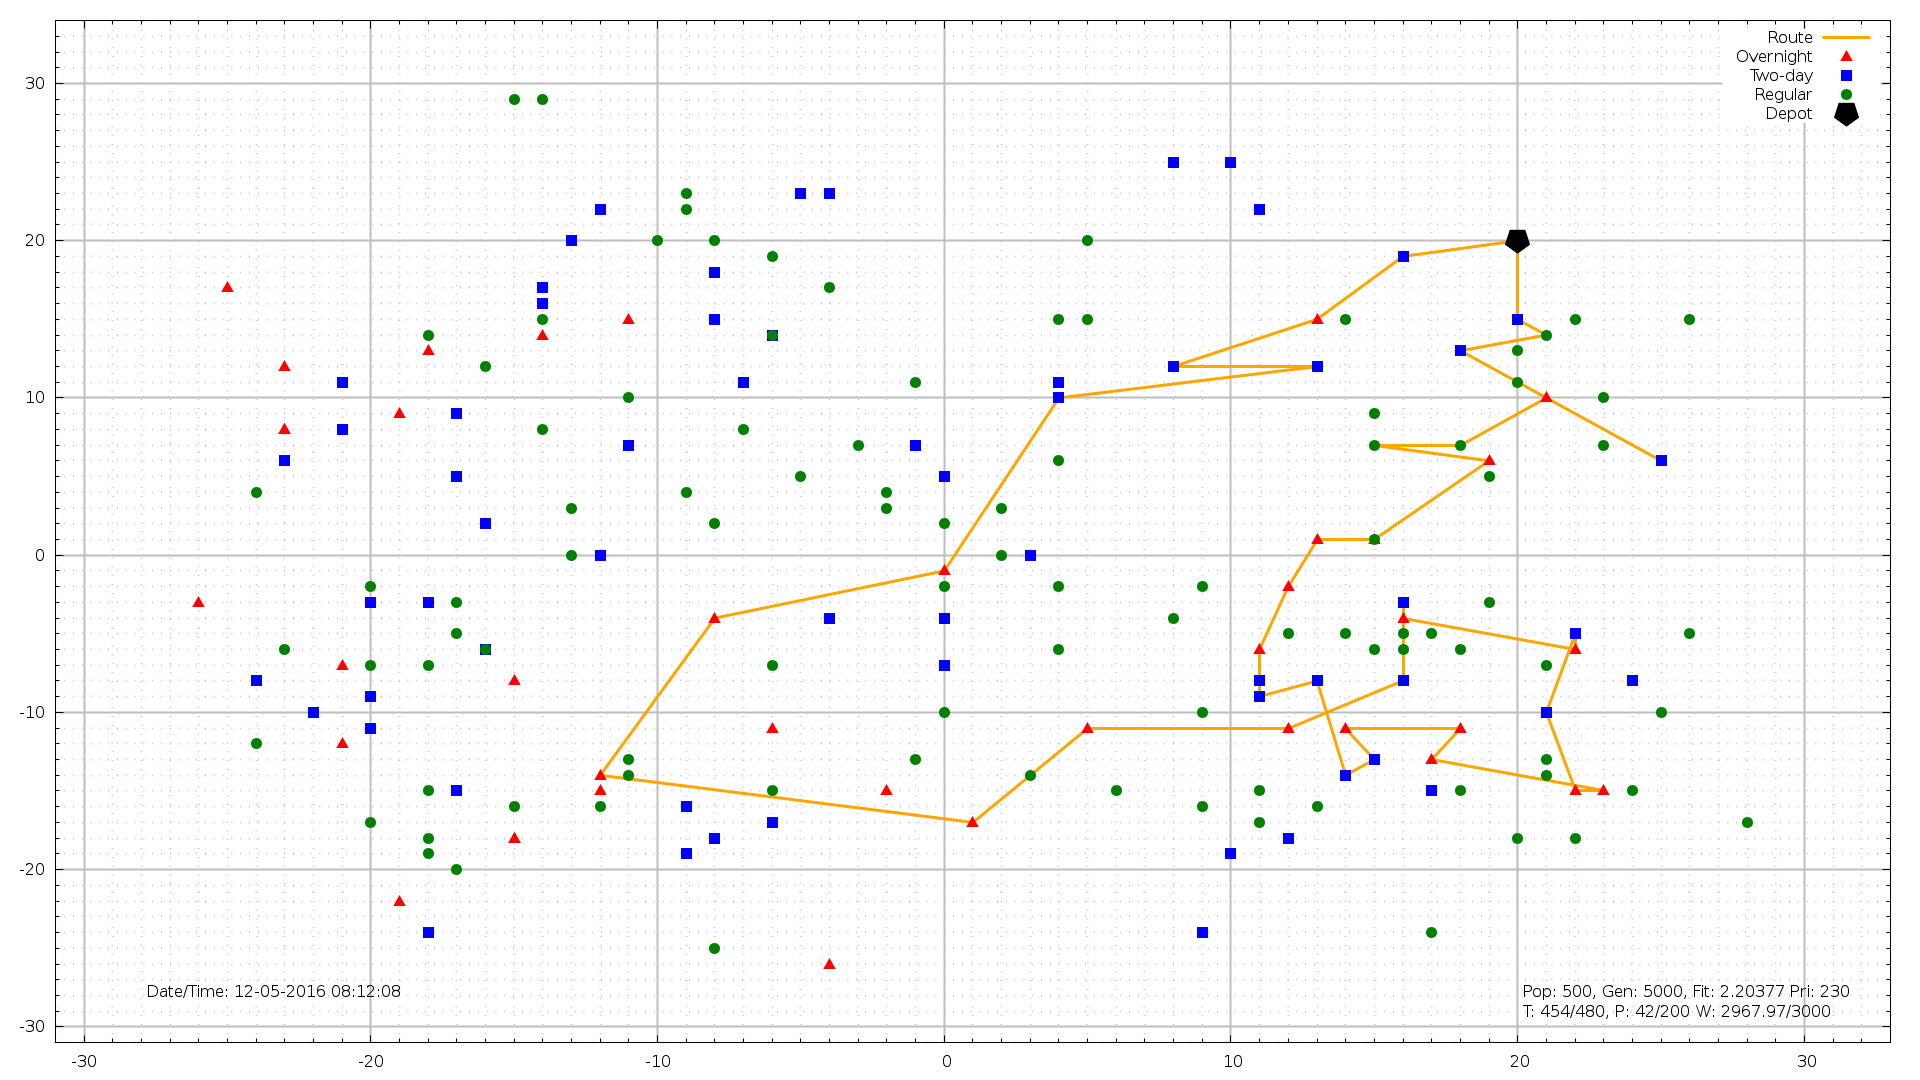 Route
Overnight
Two-day
Regular
Depot
30
20
10
0
-10
-20
-30
Date/Time: 12-05-2016 08:12:08
Pop: 500, Gen: 5000, Fit: 2.20377 Pri: 230
T: 454/480, P: 42/200 W: 2967.97/3000
-30 -20 -10 0 10 20 30